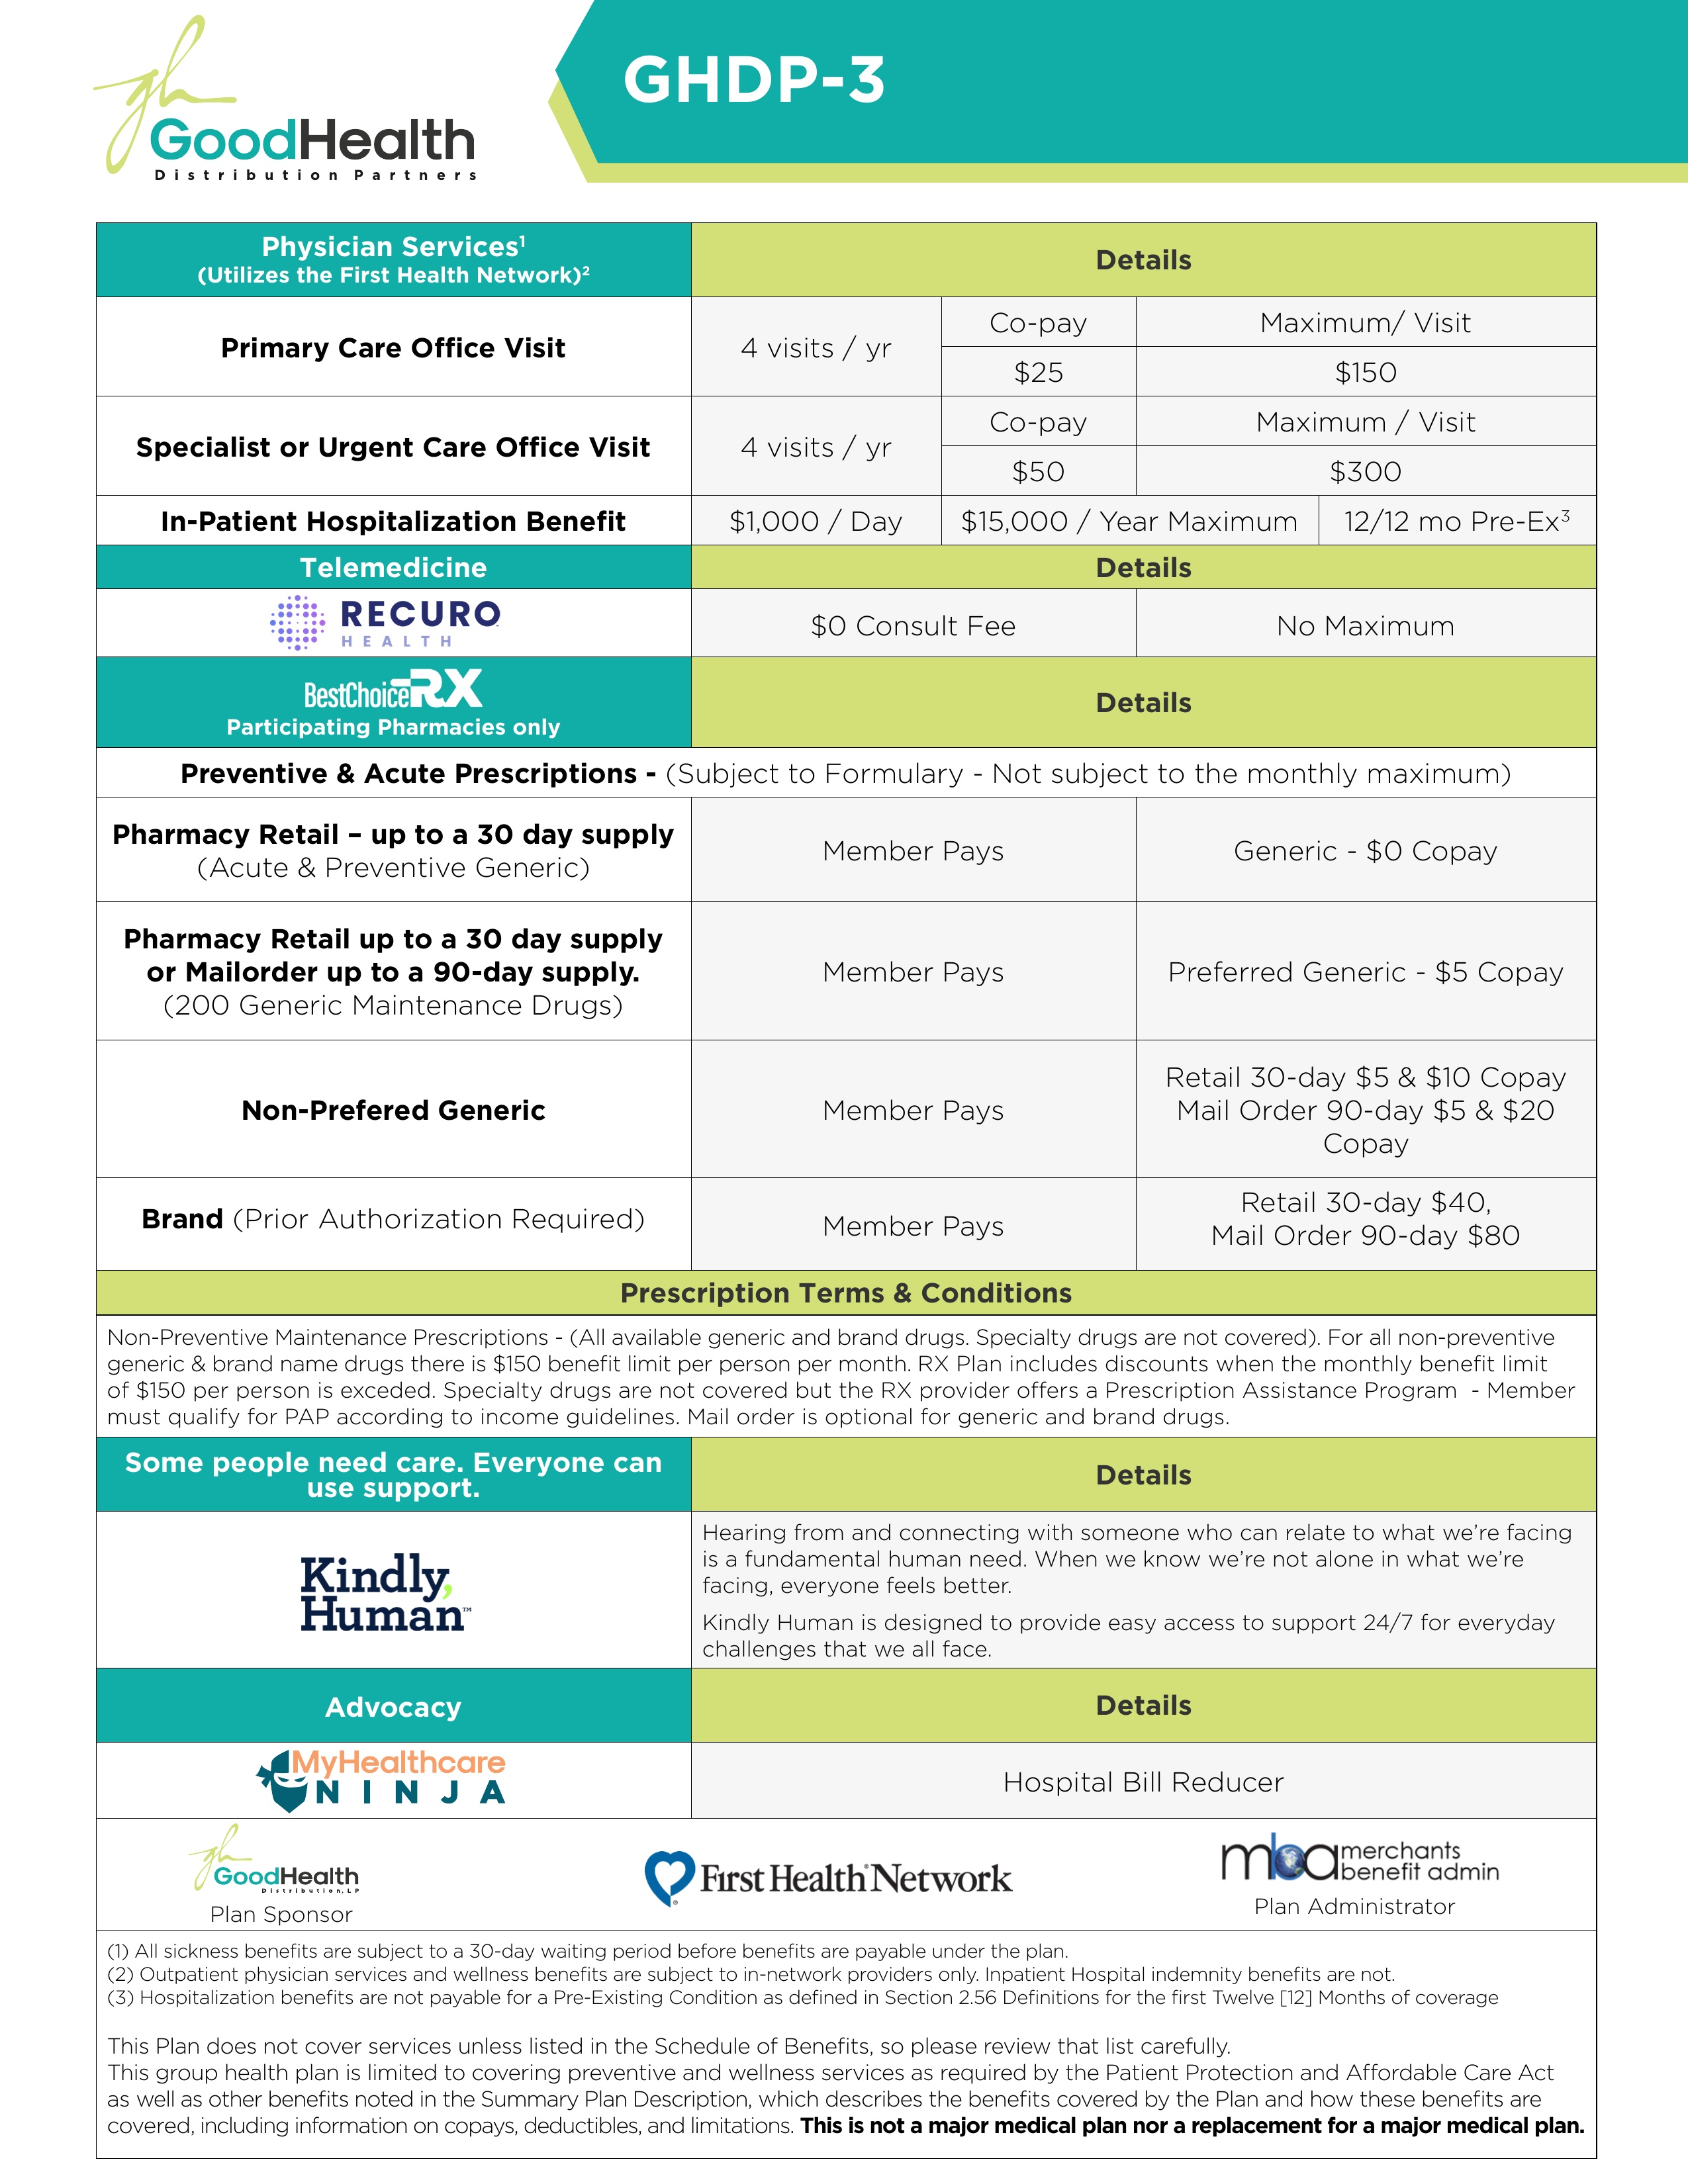 gh
GoodHealth
Distribution Partners
GHDP-3
Physician Services¹
(Utilizes the First Health Network)²
Details
Primary Care Office Visit
4 visits / yr
Co-pay
Maximum/ Visit
$25
$150
Specialist or Urgent Care Office Visit
4 visits / yr
Co-pay
Maximum / Visit
$50
$300
In-Patient Hospitalization Benefit
$1,000 / Day
$15,000 / Year Maximum
12/12 mo Pre-Ex³
Telemedicine
Details
RECURO
HEALTH
$0 Consult Fee
No Maximum
BestChoiceRX
Participating Pharmacies only
Details
Preventive & Acute Prescriptions - (Subject to Formulary - Not subject to the monthly maximum)
Pharmacy Retail – up to a 30 day supply
(Acute & Preventive Generic)
Member Pays
Generic - $0 Copay
Pharmacy Retail up to a 30 day supply
or Mailorder up to a 90-day supply.
(200 Generic Maintenance Drugs)
Member Pays
Preferred Generic - $5 Copay
Non-Prefered Generic
Member Pays
Retail 30-day $5 & $10 Copay
Mail Order 90-day $5 & $20
Copay
Brand (Prior Authorization Required)
Member Pays
Retail 30-day $40,
Mail Order 90-day $80
Prescription Terms & Conditions
Non-Preventive Maintenance Prescriptions - (All available generic and brand drugs. Specialty drugs are not covered). For all non-preventive
generic & brand name drugs there is $150 benefit limit per person per month. RX Plan includes discounts when the monthly benefit limit
of $150 per person is exceded. Specialty drugs are not covered but the RX provider offers a Prescription Assistance Program - Member
must qualify for PAP according to income guidelines. Mail order is optional for generic and brand drugs.
Some people need care. Everyone can
use support.
Details
Kindly,
Human™
Hearing from and connecting with someone who can relate to what we're facing
is a fundamental human need. When we know we're not alone in what we're
facing, everyone feels better.
Kindly Human is designed to provide easy access to support 24/7 for everyday
challenges that we all face.
Advocacy
Details
MyHealthcare
NINJA
Hospital Bill Reducer
gh
GoodHealth
Distribution, LP
Plan Sponsor
First Health Network
mba merchants
benefit admin
Plan Administrator
(1) All sickness benefits are subject to a 30-day waiting period before benefits are payable under the plan.
(2) Outpatient physician services and wellness benefits are subject to in-network providers only. Inpatient Hospital indemnity benefits are not.
(3) Hospitalization benefits are not payable for a Pre-Existing Condition as defined in Section 2.56 Definitions for the first Twelve [12] Months of coverage
This Plan does not cover services unless listed in the Schedule of Benefits, so please review that list carefully.
This group health plan is limited to covering preventive and wellness services as required by the Patient Protection and Affordable Care Act
as well as other benefits noted in the Summary Plan Description, which describes the benefits covered by the Plan and how these benefits are
covered, including information on copays, deductibles, and limitations. This is not a major medical plan nor a replacement for a major medical plan.